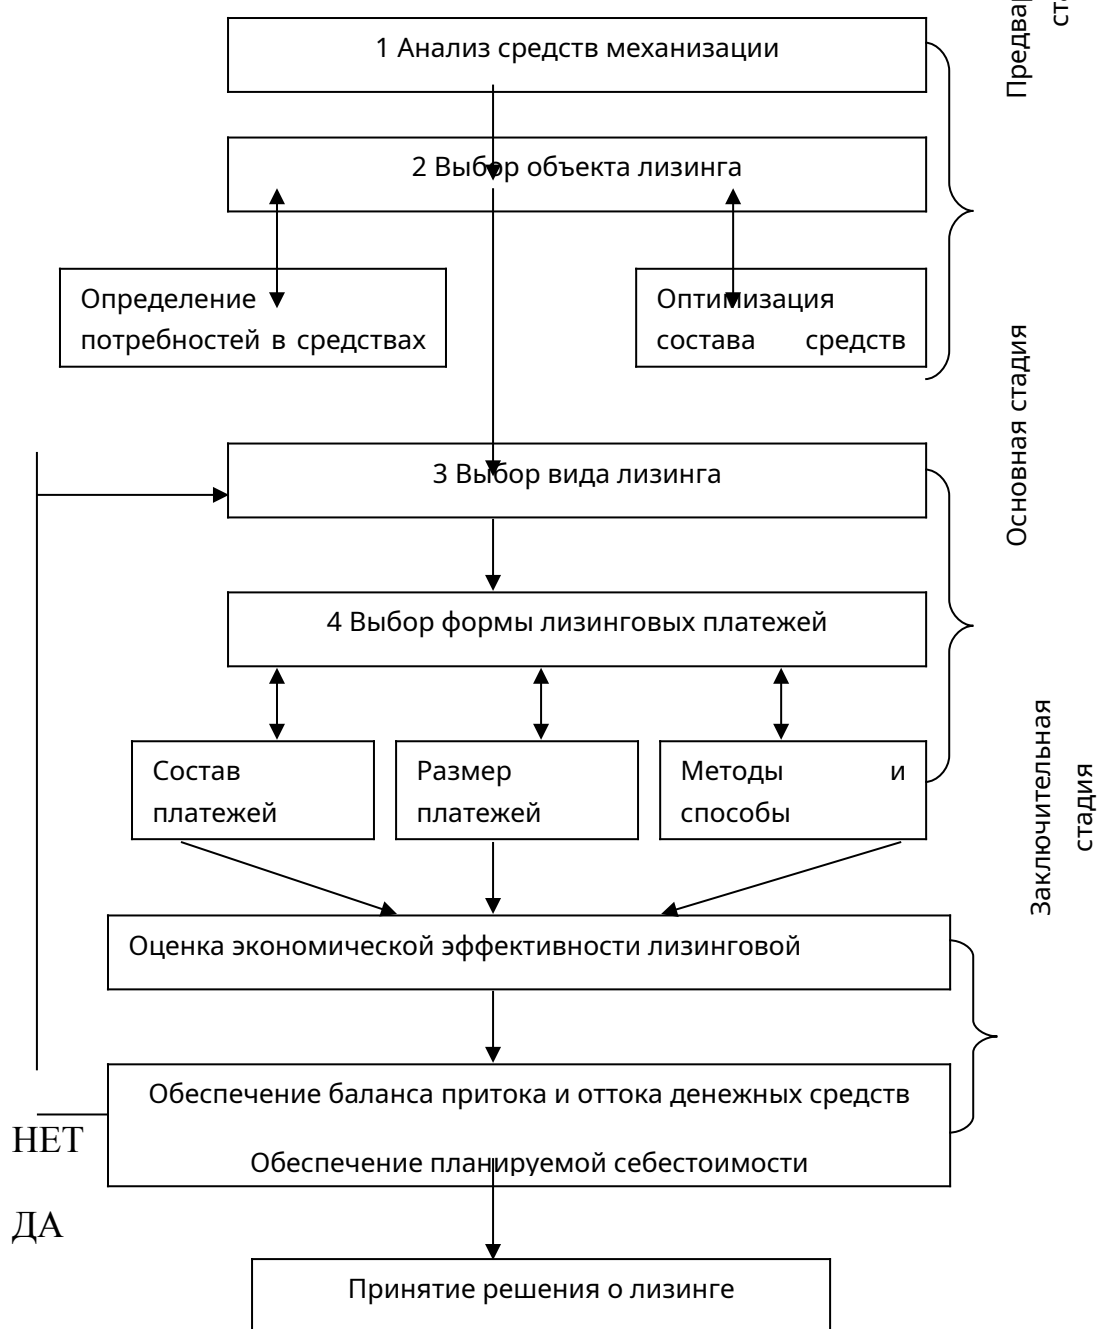 1 Анализ средств механизации
2 Выбор объекта лизинга
Определение
потребностей в средствах
Оптимизация
состава средств
Основная стадия
3 Выбор вида лизинга
4 Выбор формы лизинговых платежей
Состав
платежей
Размер
платежей
Методы и
способы
Заключительная
стадия
Оценка экономической эффективности лизинговой
Обеспечение баланса притока и оттока денежных средств
Обеспечение планируемой себестоимости
НЕТ
ДА
Принятие решения о лизинге